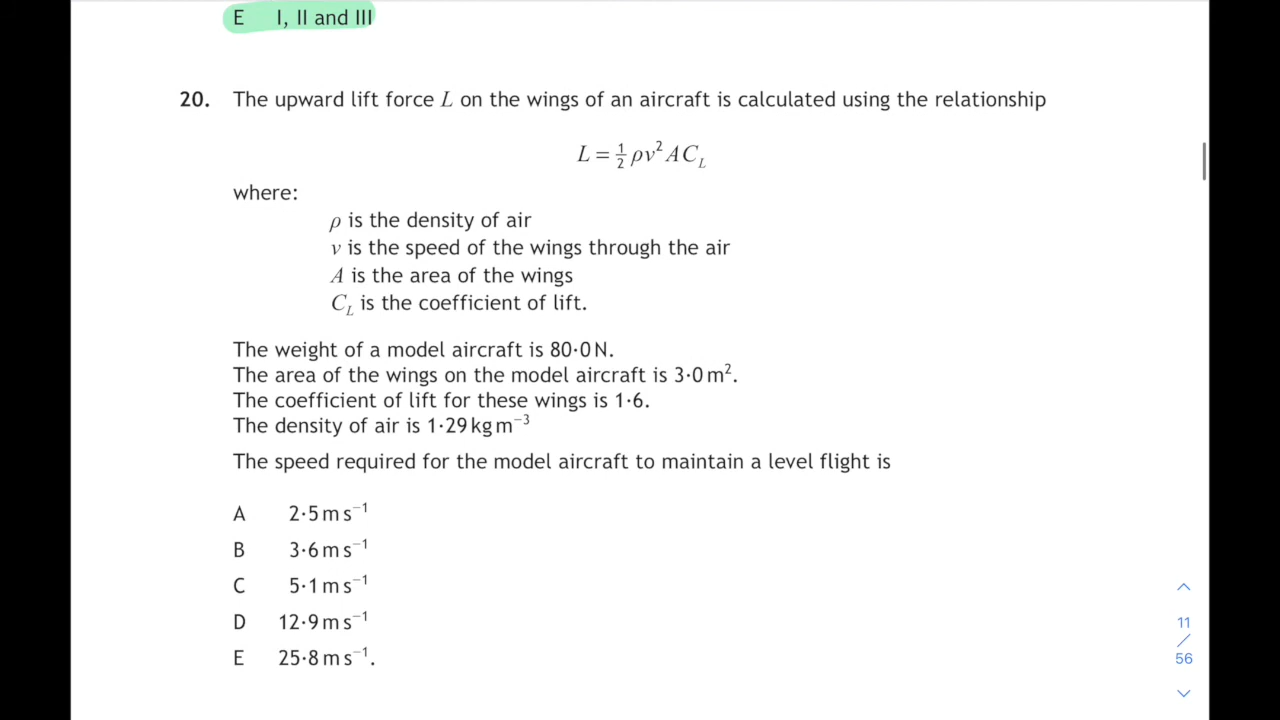 E I, II and III
20. The upward lift force L on the wings of an aircraft is calculated using the relationship
L = ½ ρv²AC_L
where:
ρ is the density of air
v is the speed of the wings through the air
A is the area of the wings
C_L is the coefficient of lift.
The weight of a model aircraft is 80·0 N.
The area of the wings on the model aircraft is 3·0 m².
The coefficient of lift for these wings is 1·6.
The density of air is 1·29 kg m⁻³
The speed required for the model aircraft to maintain a level flight is
A 2·5 m s⁻¹
B 3·6 m s⁻¹
C 5·1 m s⁻¹
D 12·9 m s⁻¹
E 25·8 m s⁻¹.
11
/
56